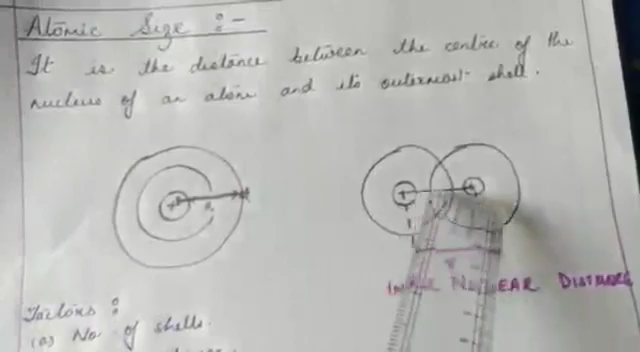 Atomic Size :-
It is the distance between the centre of the
nucleus of an atom and its outermost shell.
+
+
+
NUCLEAR DISTANCE
Factors :
(a) No. of shells.